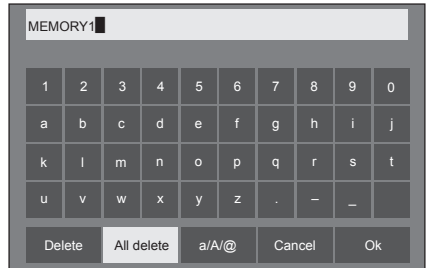 MEMORY1
1 2 3 4 5 6 7 8 9 0
a b c d e f g h i j
k l m n o p q r s t
u v w x y z . – _
Delete All delete a/A/@ Cancel Ok